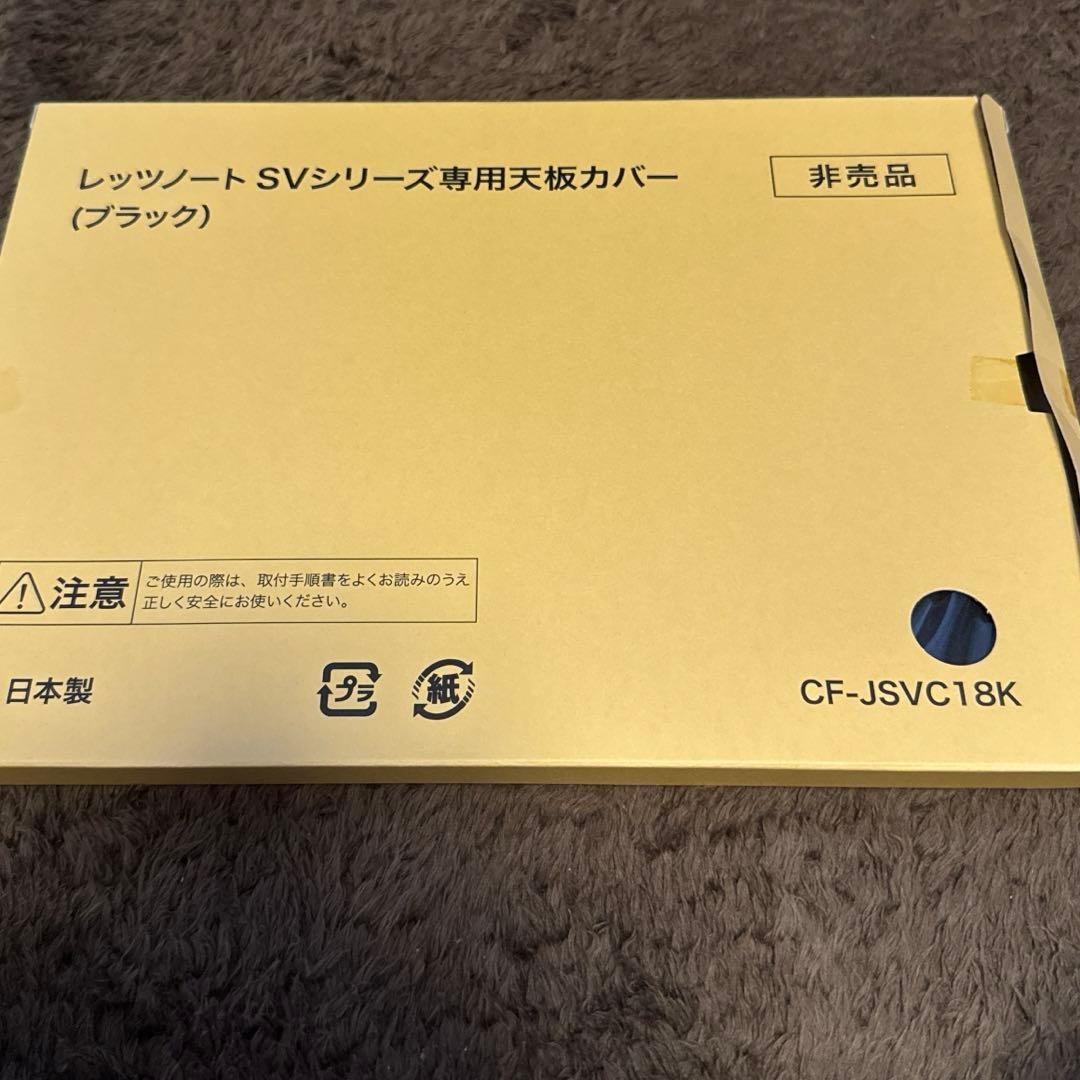 レッツノート SVシリーズ専用天板カバー
(ブラック)
非売品
注意
ご使用の際は、取付手順書をよくお読みのうえ
正しく安全にお使いください。
日本製
プラ
紙
CF-JSVC18K